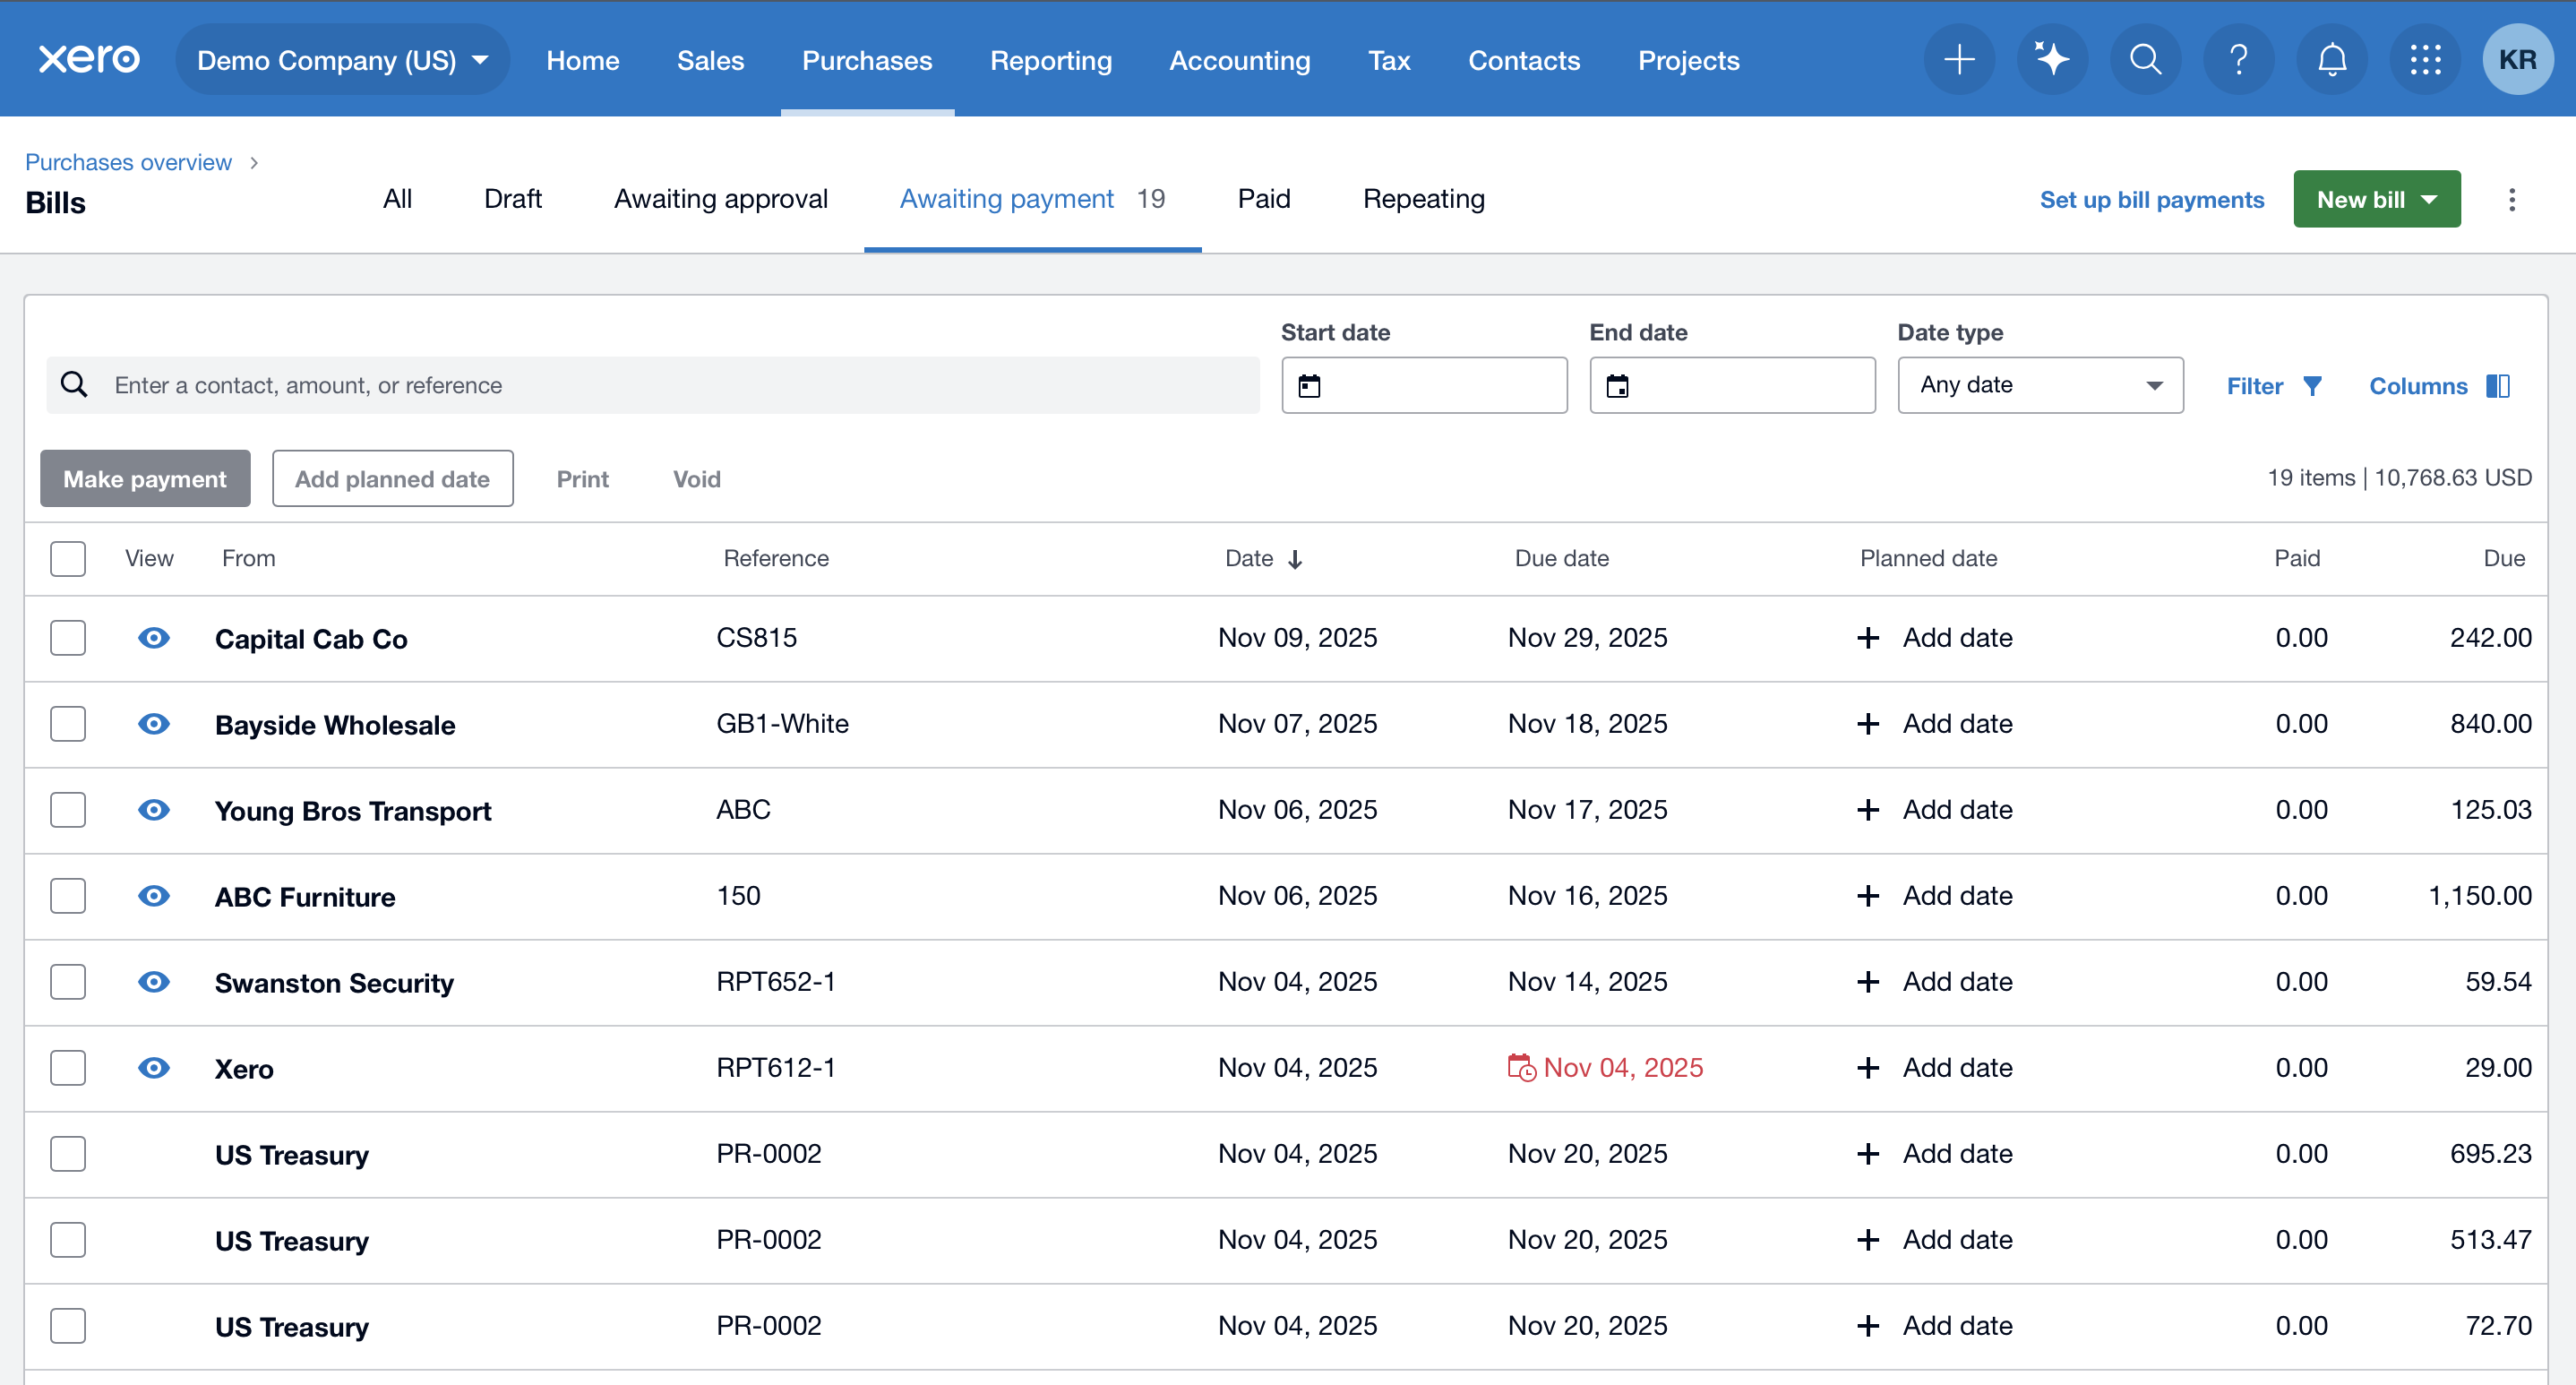 xero Demo Company (US) Home Sales Purchases Reporting Accounting Tax Contacts Projects ? KR
Purchases overview
Bills All Draft Awaiting approval Awaiting payment 19 Paid Repeating Set up bill payments New bill
Start date End date Date type
Enter a contact, amount, or reference Any date Filter Columns
Make payment Add planned date Print Void 19 items | 10,768.63 USD
View From Reference Date Due date Planned date Paid Due
Capital Cab Co CS815 Nov 09, 2025 Nov 29, 2025 + Add date 0.00 242.00
Bayside Wholesale GB1-White Nov 07, 2025 Nov 18, 2025 + Add date 0.00 840.00
Young Bros Transport ABC Nov 06, 2025 Nov 17, 2025 + Add date 0.00 125.03
ABC Furniture 150 Nov 06, 2025 Nov 16, 2025 + Add date 0.00 1,150.00
Swanston Security RPT652-1 Nov 04, 2025 Nov 14, 2025 + Add date 0.00 59.54
Xero RPT612-1 Nov 04, 2025 Nov 04, 2025 + Add date 0.00 29.00
US Treasury PR-0002 Nov 04, 2025 Nov 20, 2025 + Add date 0.00 695.23
US Treasury PR-0002 Nov 04, 2025 Nov 20, 2025 + Add date 0.00 513.47
US Treasury PR-0002 Nov 04, 2025 Nov 20, 2025 + Add date 0.00 72.70